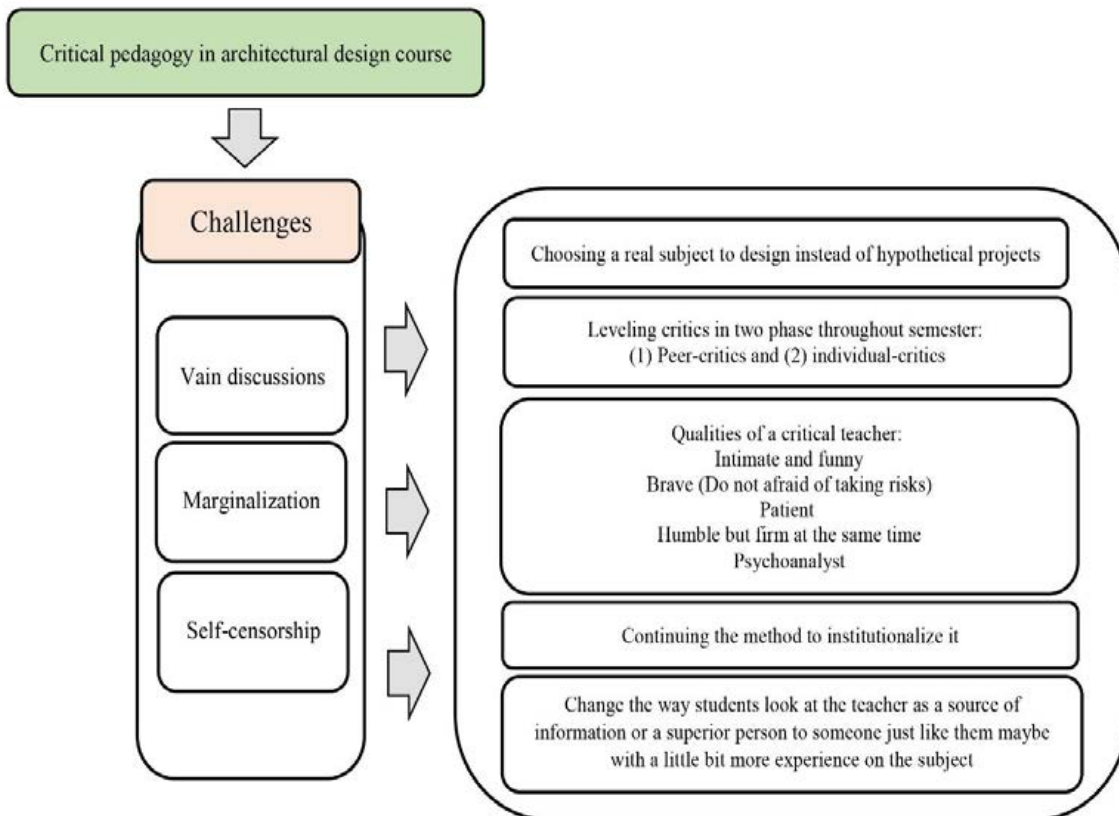 Critical pedagogy in architectural design course
Challenges
Vain discussions
Marginalization
Self-censorship
Choosing a real subject to design instead of hypothetical projects
Leveling critics in two phase throughout semester:
(1) Peer-critics and (2) individual-critics
Qualities of a critical teacher:
Intimate and funny
Brave (Do not afraid of taking risks)
Patient
Humble but firm at the same time
Psychoanalyst
Continuing the method to institutionalize it
Change the way students look at the teacher as a source of
information or a superior person to someone just like them maybe
with a little bit more experience on the subject